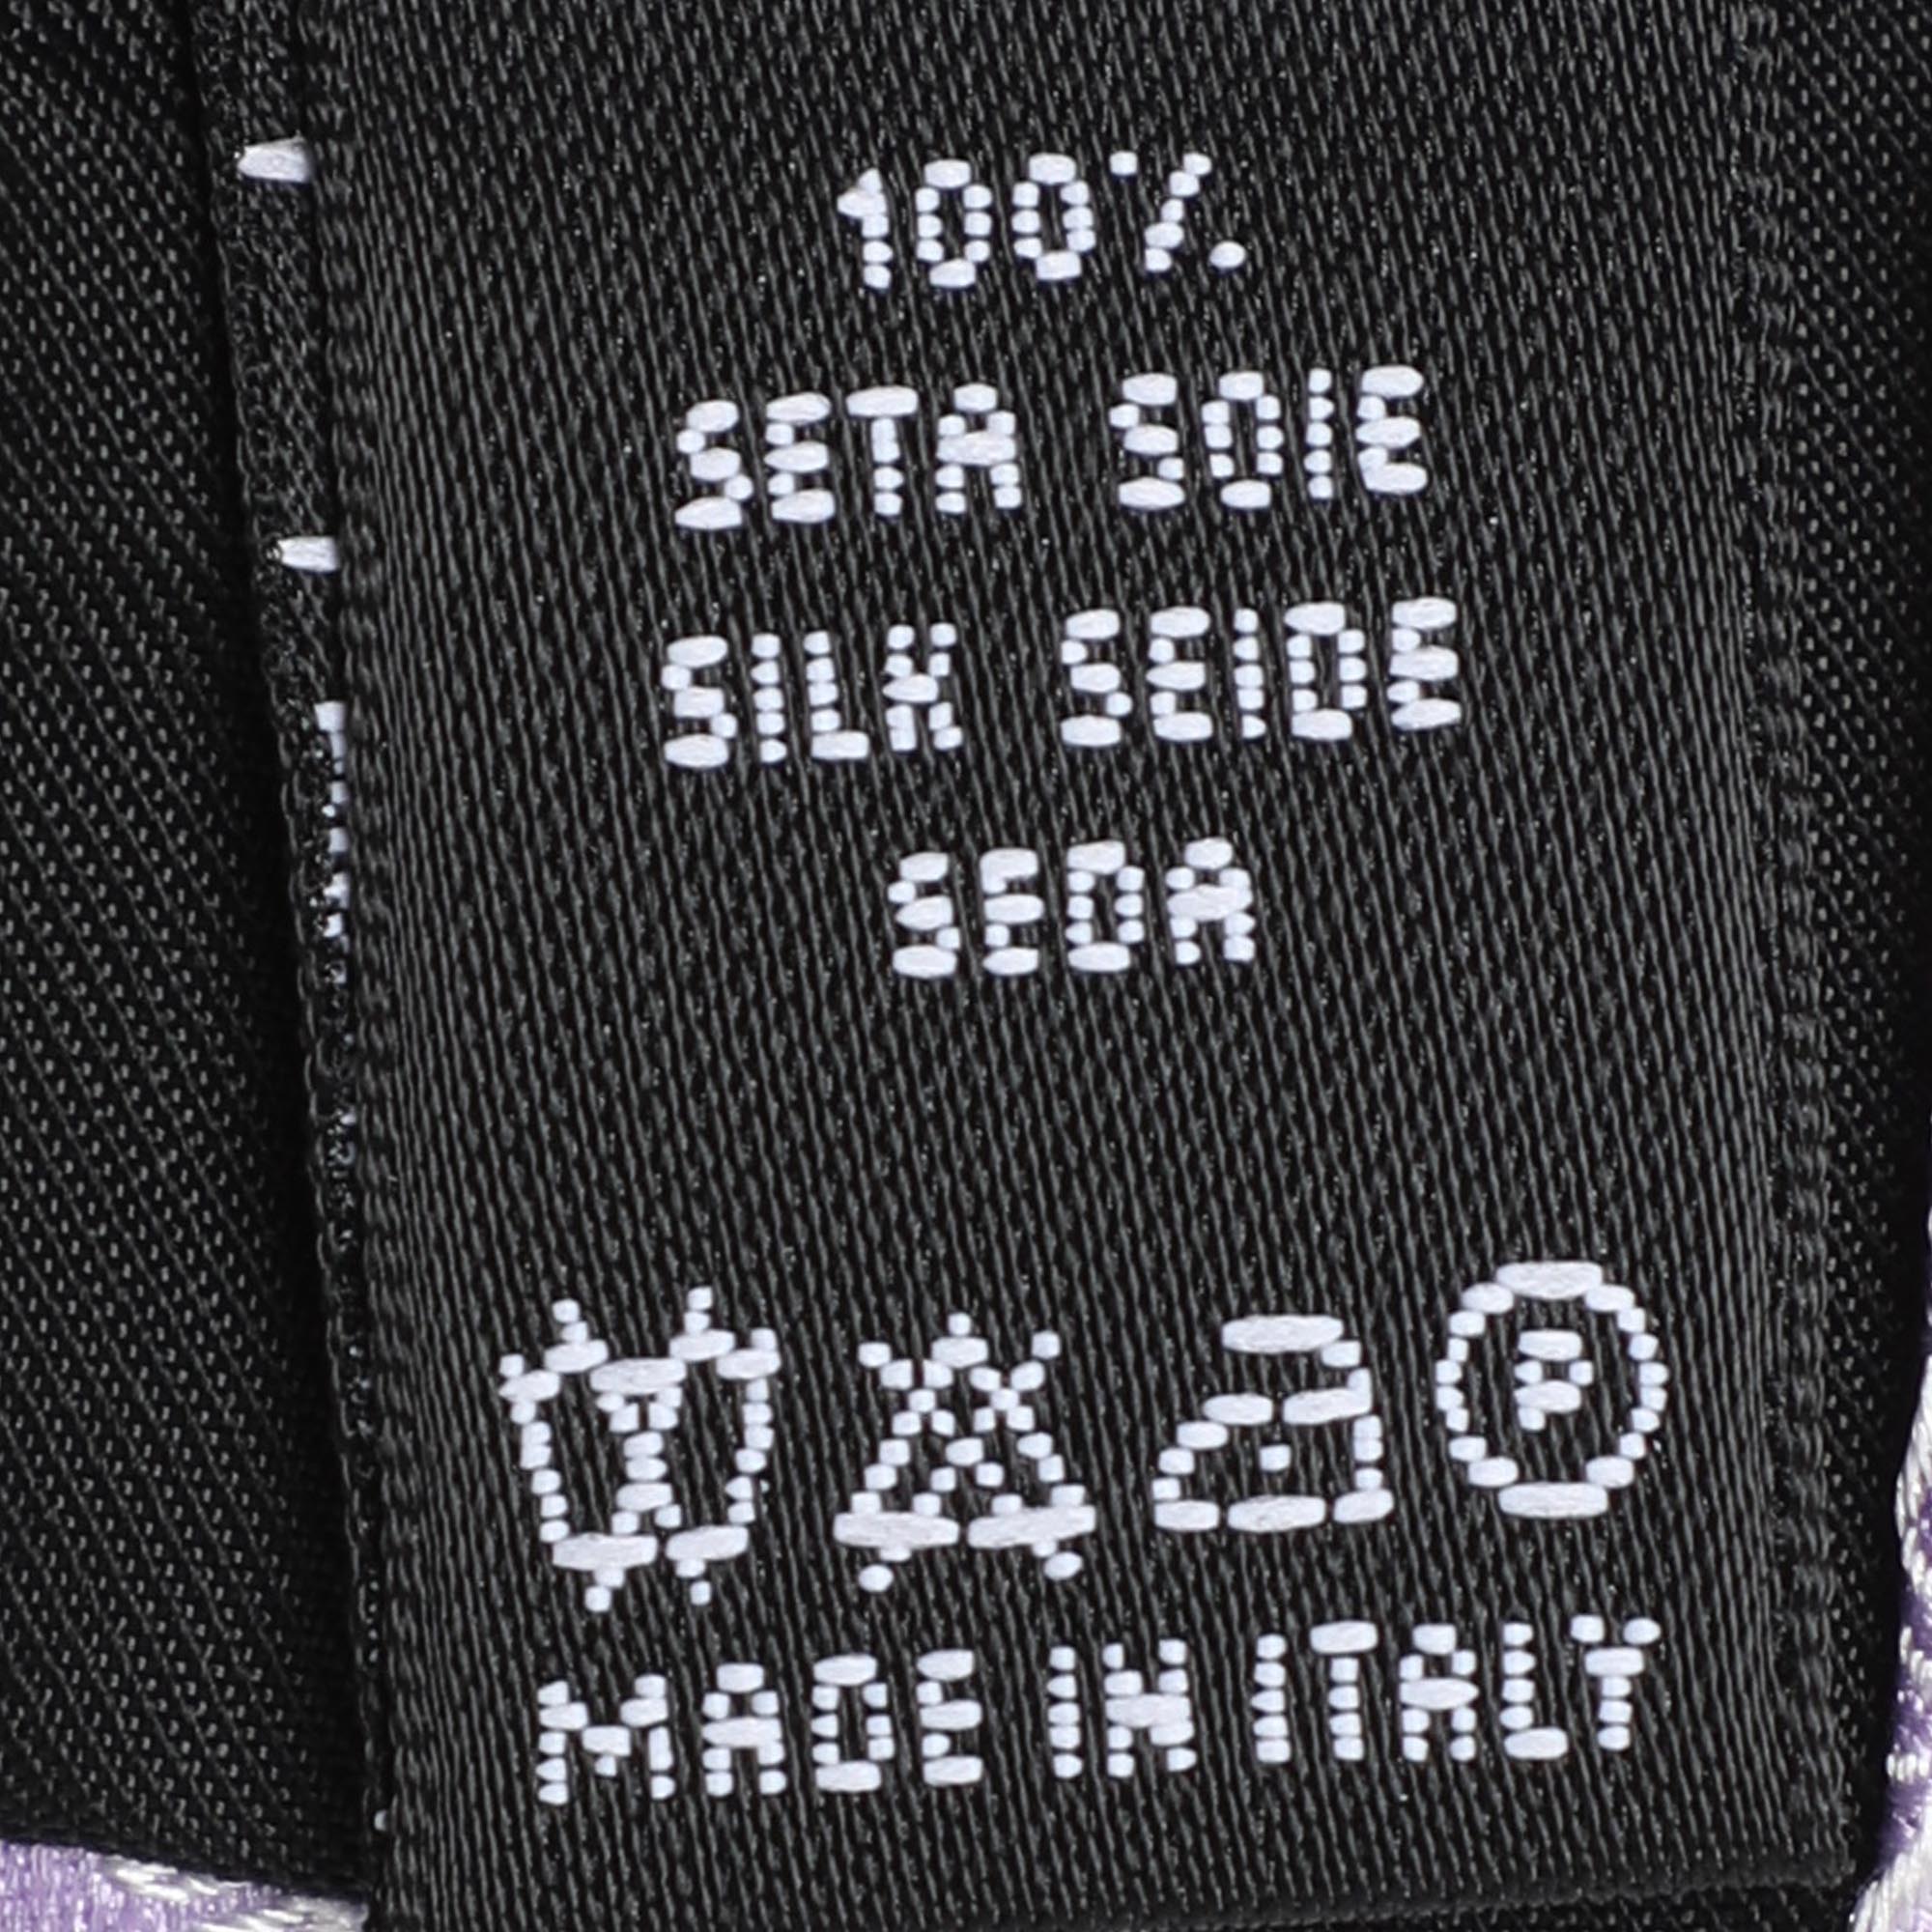 100%
SETA SOIE
SILK SEIDE
SEDA
P
MADE IN ITALY